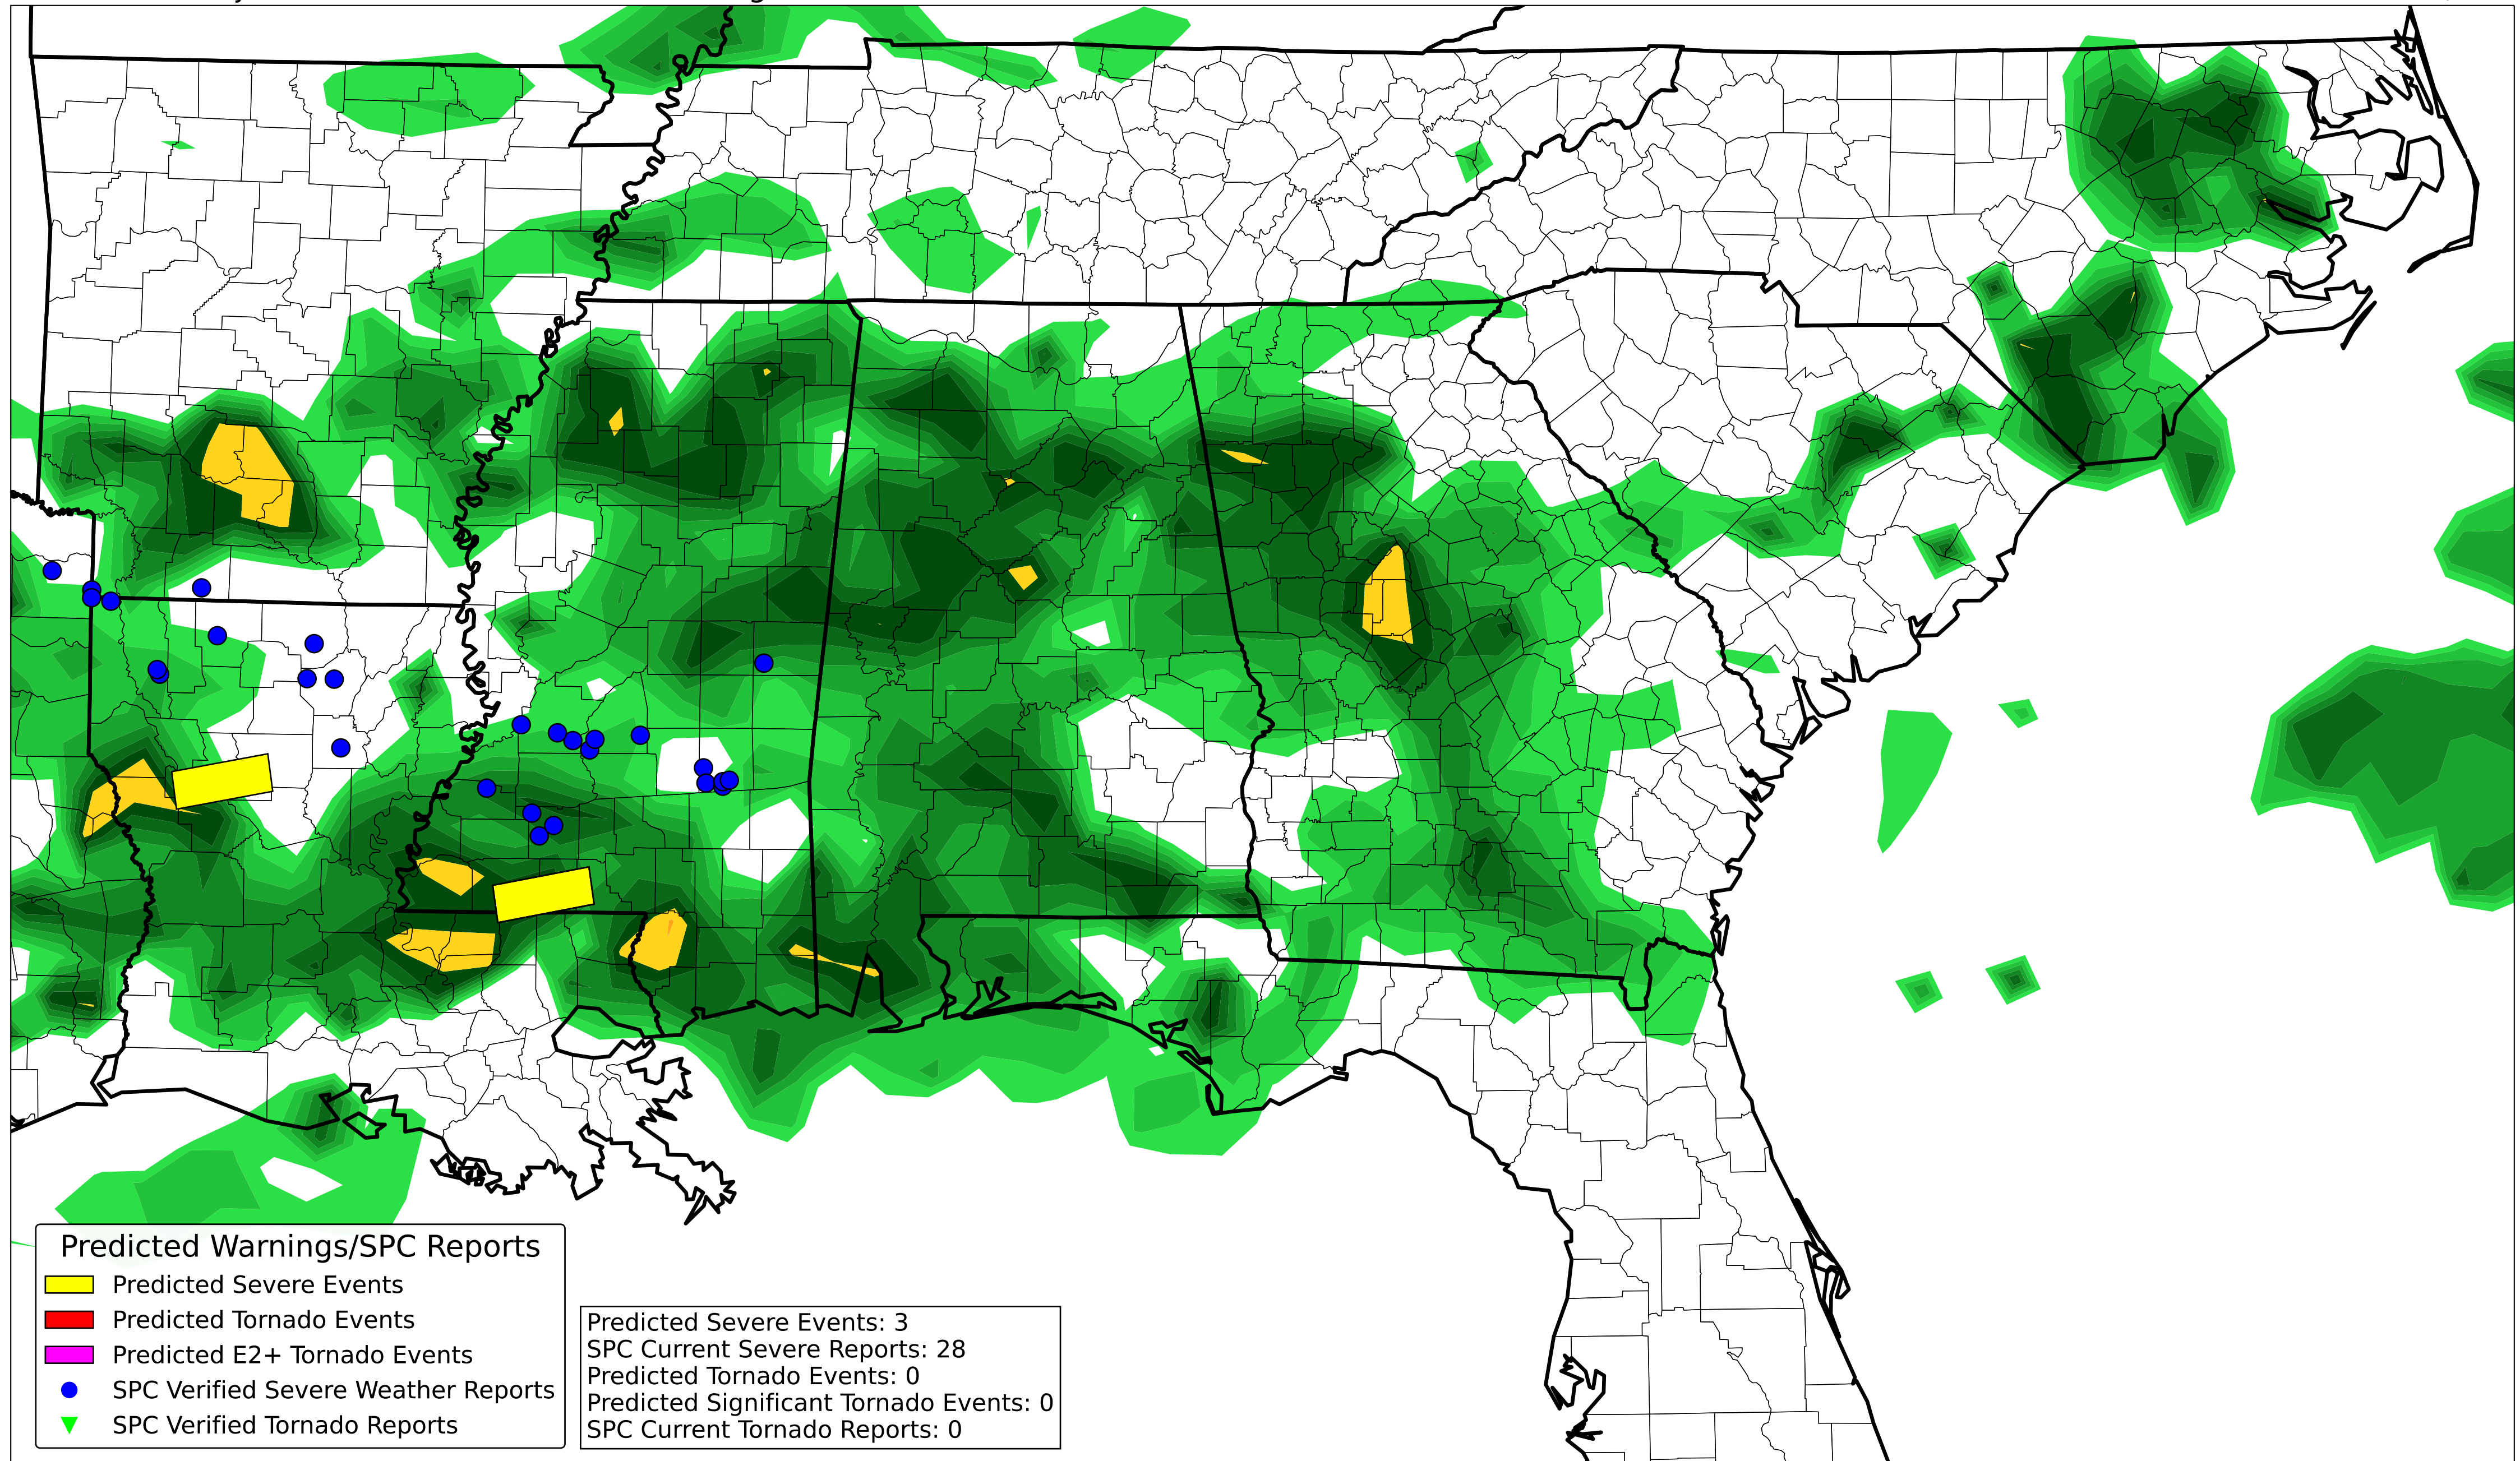 Predicted Warnings/SPC Reports
Predicted Severe Events
Predicted Tornado Events
Predicted E2+ Tornado Events
SPC Verified Severe Weather Reports
SPC Verified Tornado Reports
Predicted Severe Events: 3
SPC Current Severe Reports: 28
Predicted Tornado Events: 0
Predicted Significant Tornado Events: 0
SPC Current Tornado Reports: 0